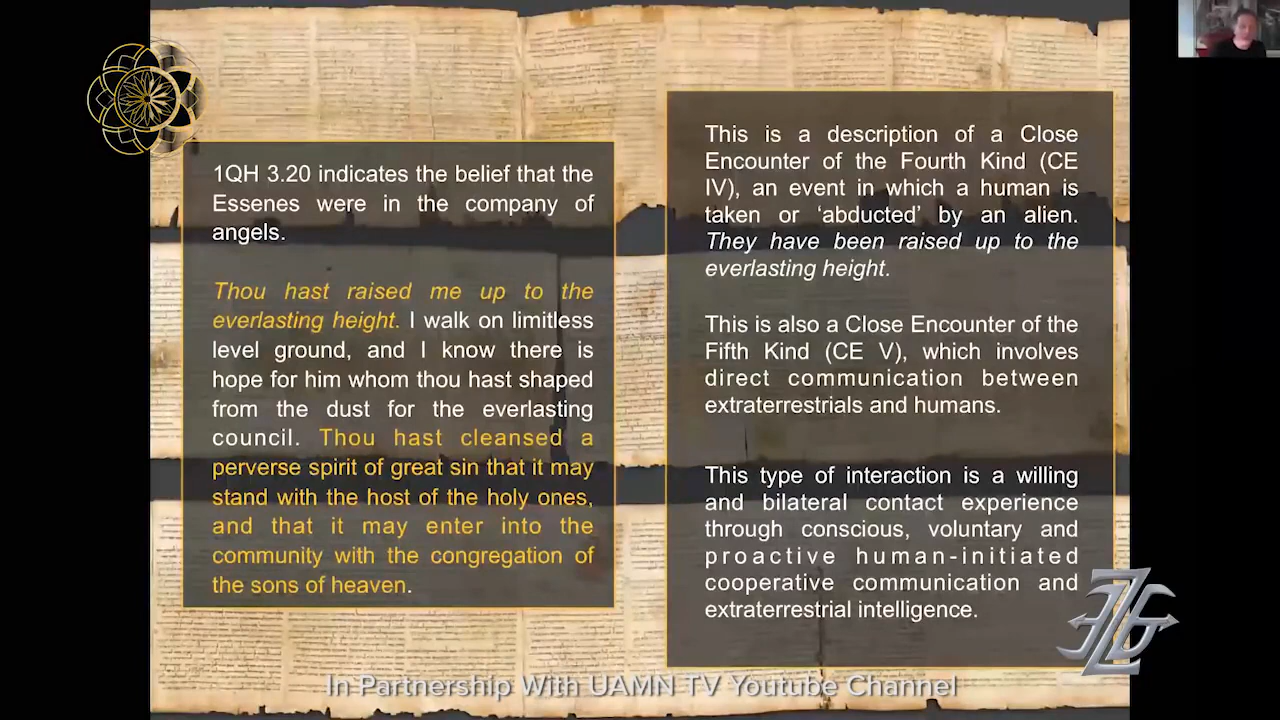 1QH 3.20 indicates the belief that the
Essenes were in the company of
angels.
Thou hast raised me up to the
everlasting height. I walk on limitless
level ground, and I know there is
hope for him whom thou hast shaped
from the dust for the everlasting
council. Thou hast cleansed a
perverse spirit of great sin that it may
stand with the host of the holy ones,
and that it may enter into the
community with the congregation of
the sons of heaven.
This is a description of a Close
Encounter of the Fourth Kind (CE
IV), an event in which a human is
taken or ‘abducted’ by an alien.
They have been raised up to the
everlasting height.
This is also a Close Encounter of the
Fifth Kind (CE V), which involves
direct communication between
extraterrestrials and humans.
This type of interaction is a willing
and bilateral contact experience
through conscious, voluntary and
proactive human-initiated
cooperative communication and
extraterrestrial intelligence.
In Partnership With UAMN TV Youtube Channel